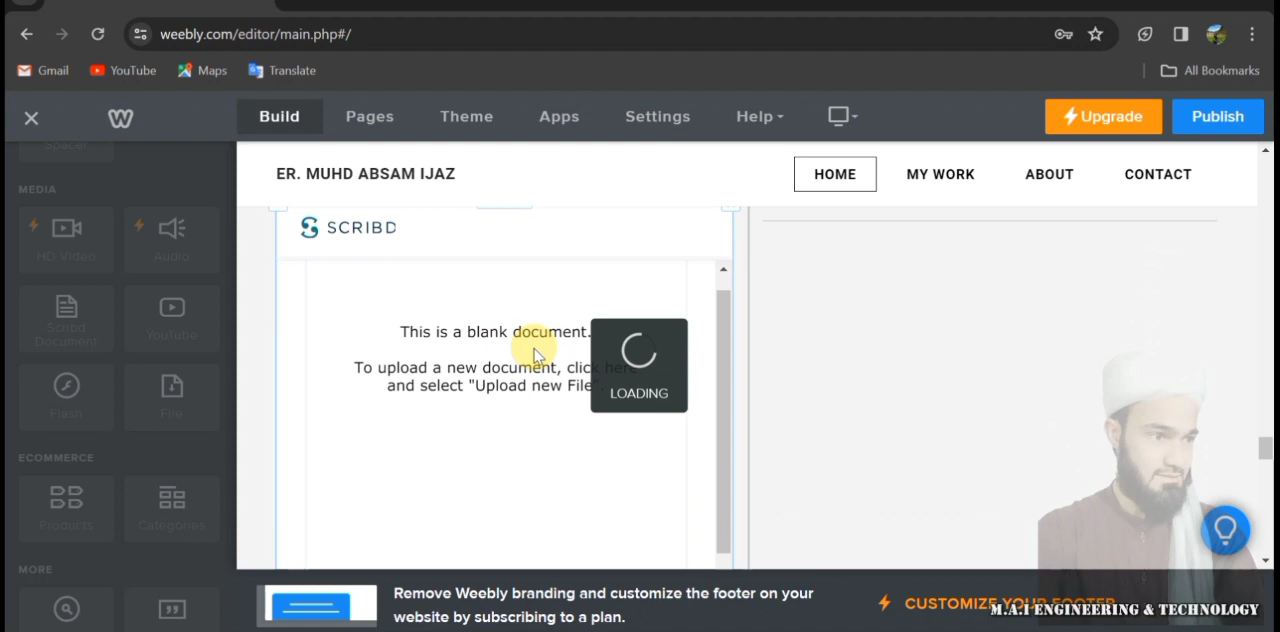 weebly.com/editor/main.php#/
Gmail
YouTube
Maps
Translate
All Bookmarks
Build
Pages
Theme
Apps
Settings
Help
Upgrade
Publish
Spacer
MEDIA
HD Video
Audio
Scribd
Document
YouTube
Flash
File
ECOMMERCE
Products
Categories
MORE
ER. MUHD ABSAM IJAZ
HOME
MY WORK
ABOUT
CONTACT
SCRIBD
This is a blank document.
To upload a new document, click here
and select "Upload new File"
LOADING
Remove Weebly branding and customize the footer on your
website by subscribing to a plan.
CUSTOMIZE YOUR FOOTER
M.A.I ENGINEERING & TECHNOLOGY